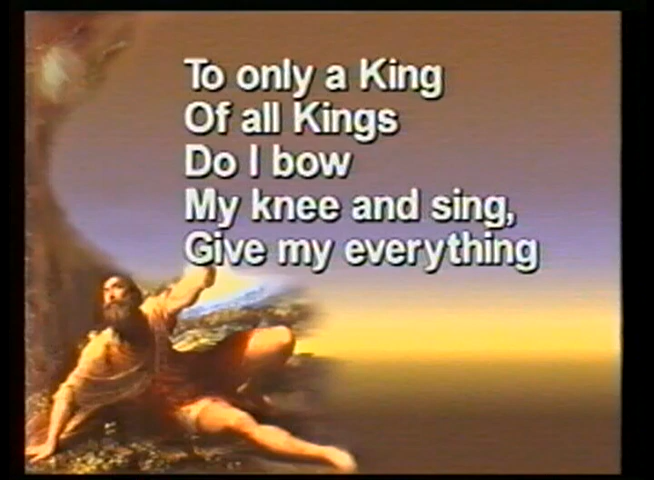 To only a King
Of all Kings
Do I bow
My knee and sing,
Give my everything